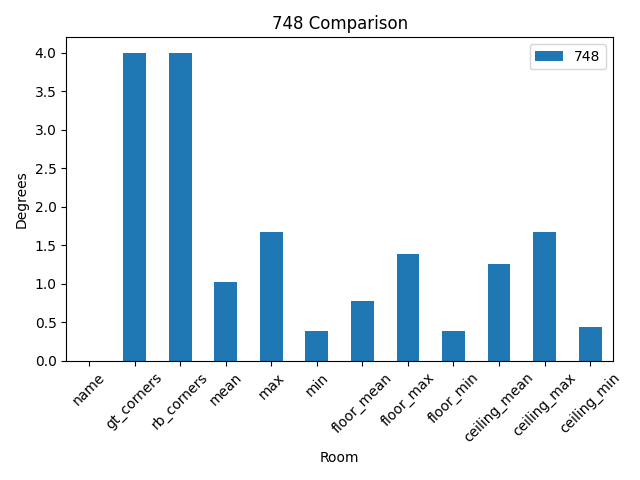 748 Comparison
748
Degrees
4.0
3.5
3.0
2.5
2.0
1.5
1.0
0.5
0.0
name
gt_corners
rb_corners
mean
max
min
floor_mean
floor_max
floor_min
ceiling_mean
ceiling_max
ceiling_min
Room